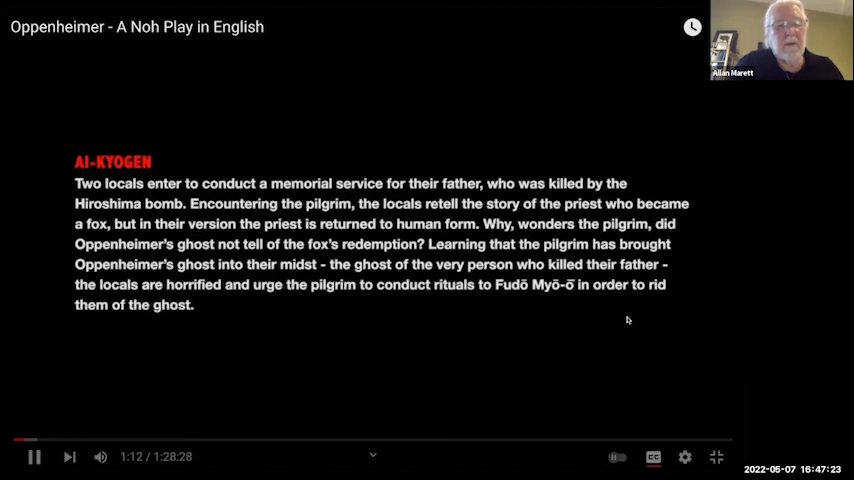 Oppenheimer - A Noh Play in English
Allan Marett
AI-KYOGEN
Two locals enter to conduct a memorial service for their father, who was killed by the
Hiroshima bomb. Encountering the pilgrim, the locals retell the story of the priest who became
a fox, but in their version the priest is returned to human form. Why, wonders the pilgrim, did
Oppenheimer's ghost not tell of the fox's redemption? Learning that the pilgrim has brought
Oppenheimer's ghost into their midst - the ghost of the very person who killed their father -
the locals are horrified and urge the pilgrim to conduct rituals to Fudō Myō-ō in order to rid
them of the ghost.
1:12 / 1:28:28
CC
2022-05-07 16:47:23